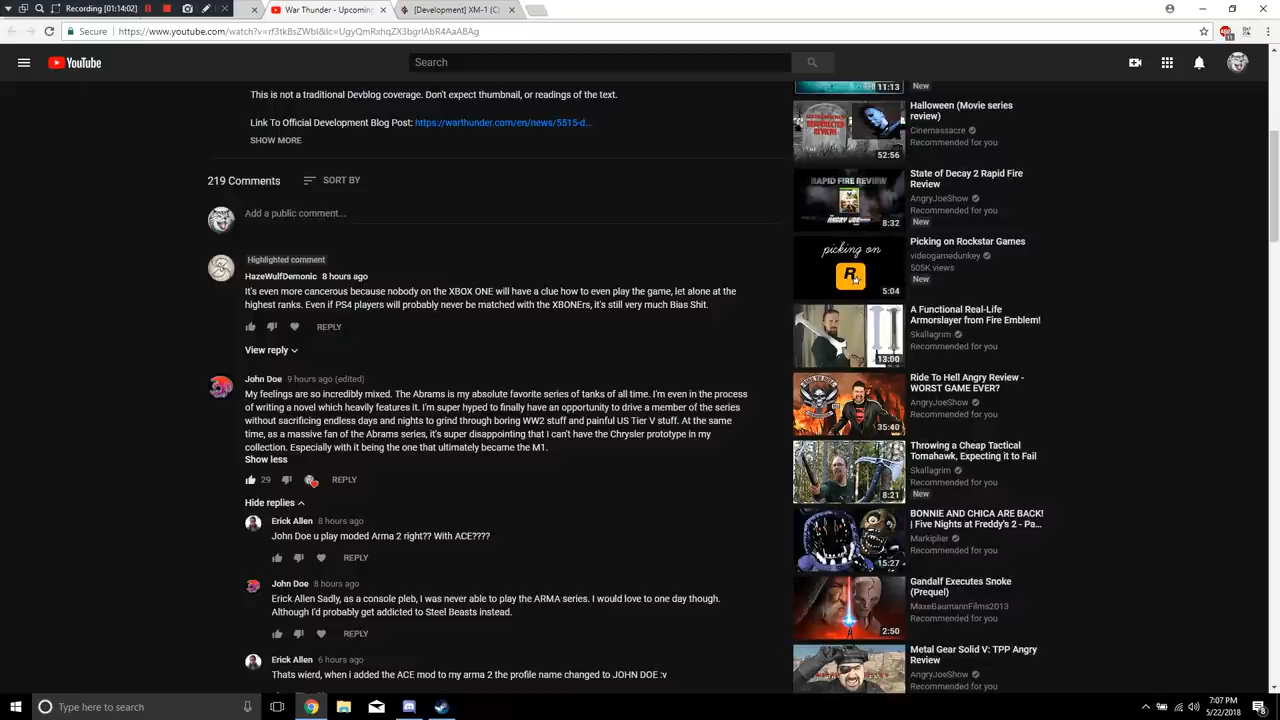 Recording [01:14:02]
War Thunder - Upcoming
[Development] XM-1 (C
Secure
https://www.youtube.com/watch?v=rf3tkBsZWbI&lc=UgyQmRxhqZX3bgrIAbR4AaABAg
YouTube
Search
This is not a traditional Devblog coverage. Don't expect thumbnail, or readings of the text.
Link To Official Development Blog Post: https://warthunder.com/en/news/5515-d...
SHOW MORE
219 Comments
SORT BY
Add a public comment...
Highlighted comment
HazeWulfDemonic 8 hours ago
It's even more cancerous because nobody on the XBOX ONE will have a clue how to even play the game, let alone at the
highest ranks. Even if PS4 players will probably never be matched with the XBONErs, it's still very much Bias Shit.
REPLY
View reply
John Doe 9 hours ago (edited)
My feelings are so incredibly mixed. The Abrams is my absolute favorite series of tanks of all time. I'm even in the process
of writing a novel which heavily features it. I'm super hyped to finally have an opportunity to drive a member of the series
without sacrificing endless days and nights to grind through boring WW2 stuff and painful US Tier V stuff. At the same
time, as a massive fan of the Abrams series, it's super disappointing that I can't have the Chrysler prototype in my
collection. Especially with it being the one that ultimately became the M1.
Show less
29
REPLY
Hide replies
Erick Allen 8 hours ago
John Doe u play moded Arma 2 right?? With ACE????
REPLY
John Doe 8 hours ago
Erick Allen Sadly, as a console pleb, I was never able to play the ARMA series. I would love to one day though.
Although I'd probably get addicted to Steel Beasts instead.
REPLY
Erick Allen 6 hours ago
Thats wierd, when i added the ACE mod to my arma 2 the profile name changed to JOHN DOE :v
11:13
New
52:56
Halloween (Movie series
review)
Cinemassacre
Recommended for you
RAPID FIRE REVIEW
8:32
State of Decay 2 Rapid Fire
Review
AngryJoeShow
Recommended for you
New
picking on
R
5:04
Picking on Rockstar Games
videogamedunkey
505K views
New
13:00
A Functional Real-Life
Armorslayer from Fire Emblem!
Skallagrim
Recommended for you
35:40
Ride To Hell Angry Review -
WORST GAME EVER?
AngryJoeShow
Recommended for you
8:21
Throwing a Cheap Tactical
Tomahawk, Expecting it to Fail
Skallagrim
Recommended for you
New
15:27
BONNIE AND CHICA ARE BACK!
| Five Nights at Freddy's 2 - Pa...
Markiplier
Recommended for you
2:50
Gandalf Executes Snoke
(Prequel)
MaxeBaumannFilms2013
Recommended for you
Metal Gear Solid V: TPP Angry
Review
AngryJoeShow
Recommended for you
Type here to search
7:07 PM
5/22/2018